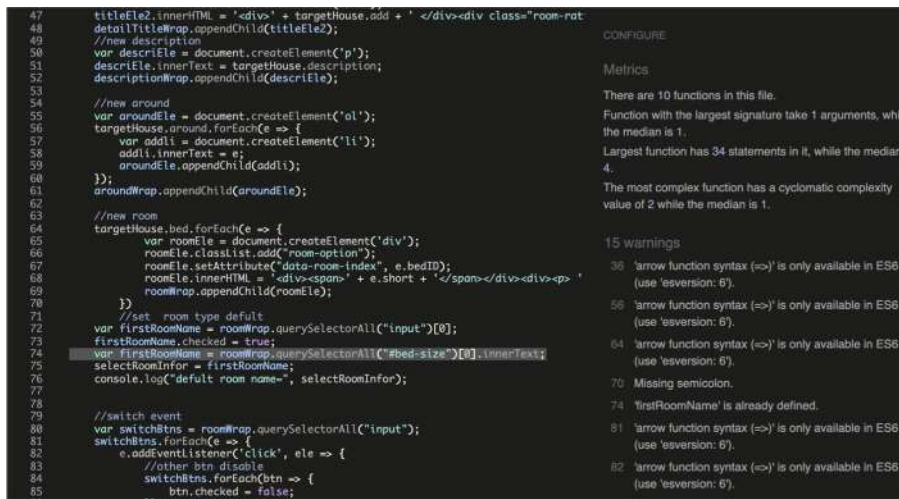 47 titleEle2.innerHTML = '<div>' + targetHouse.add + ' </div><div class="room-rat
48 detailTitleWrap.appendChild(titleEle2);
49 //new description
50 var descriEle = document.createElement('p');
51 descriEle.innerText = targetHouse.description;
52 descriptionWrap.appendChild(descriEle);
53
54 //new around
55 var aroundEle = document.createElement('ol');
56 targetHouse.around.forEach(e => {
57 var addli = document.createElement('li');
58 addli.innerText = e;
59 aroundEle.appendChild(addli);
60 });
61 aroundWrap.appendChild(aroundEle);
62
63 //new room
64 targetHouse.bed.forEach(e => {
65 var roomEle = document.createElement('div');
66 roomEle.classList.add("room-option");
67 roomEle.setAttribute("data-room-index", e.bedID);
68 roomEle.innerHTML = '<div><span>' + e.short + '</span></div><div><p> '
69 roomWrap.appendChild(roomEle);
70 })
71 //set room type defult
72 var firstRoomName = roomWrap.querySelectorAll("input")[0];
73 firstRoomName.checked = true;
74 var firstRoomName = roomWrap.querySelectorAll("#bed-size")[0].innerText;
75 selectRoomInfor = firstRoomName;
76 console.log("defult room name=", selectRoomInfor);
77
78
79 //switch event
80 var switchBtns = roomWrap.querySelectorAll("input");
81 switchBtns.forEach(e => {
82 e.addEventListener('click', ele => {
83 //other btn disable
84 switchBtns.forEach(btn => {
85 btn.checked = false;
CONFIGURE
Metrics
There are 10 functions in this file.
Function with the largest signature take 1 arguments, whi
the median is 1.
Largest function has 34 statements in it, while the median
4.
The most complex function has a cyclomatic complexity
value of 2 while the median is 1.
15 warnings
36 'arrow function syntax (=>)' is only available in ES6
(use 'esversion: 6').
56 'arrow function syntax (=>)' is only available in ES6
(use 'esversion: 6').
64 'arrow function syntax (=>)' is only available in ES6
(use 'esversion: 6').
70 Missing semicolon.
74 'firstRoomName' is already defined.
81 'arrow function syntax (=>)' is only available in ES6
(use 'esversion: 6').
82 'arrow function syntax (=>)' is only available in ES6
(use 'esversion: 6').